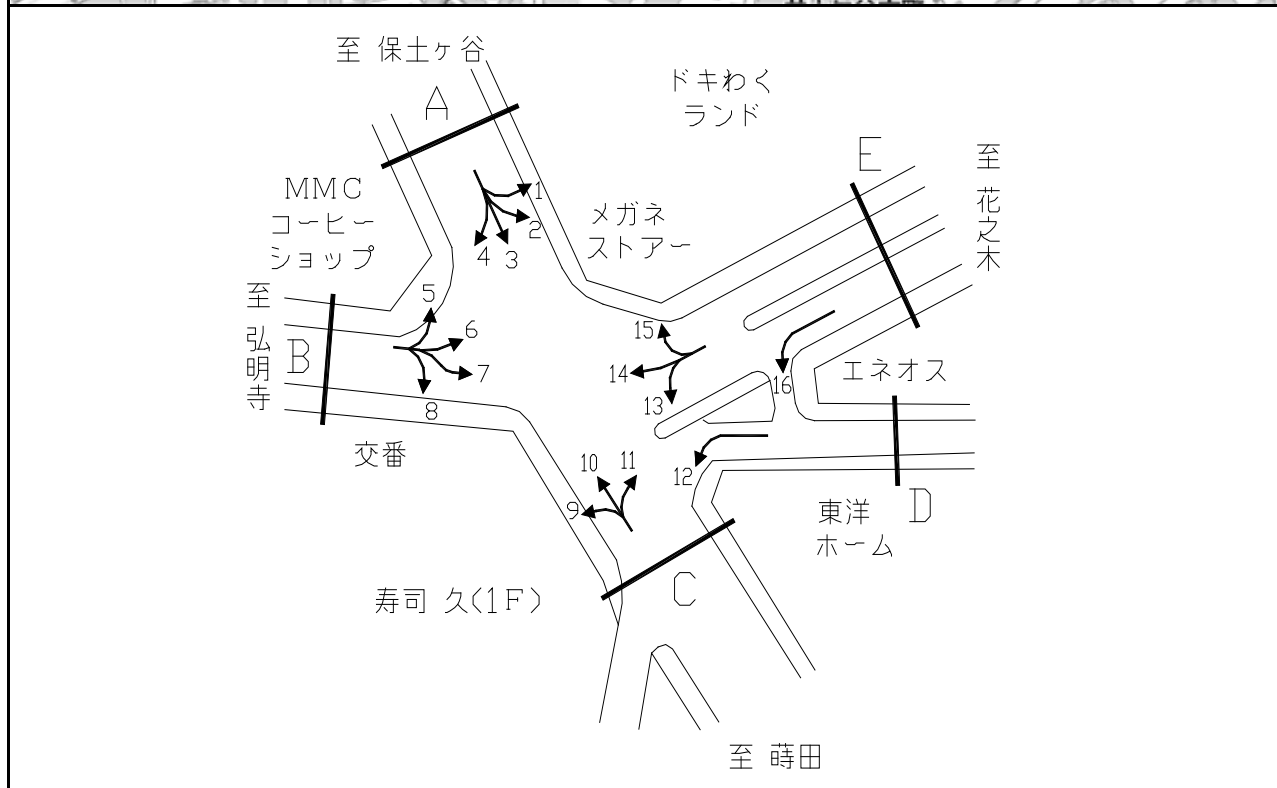 至 保土ヶ谷
A
ドキわく
ランド
E
至 花之木
MMC
コーヒー
ショップ
メガネ
ストアー
1
2
3
4
至 弘明寺
B
5
6
7
8
15
14
13
16
エネオス
交番
10
11
9
12
東洋
ホーム
D
C
寿司 久(1F)
至 蒔田